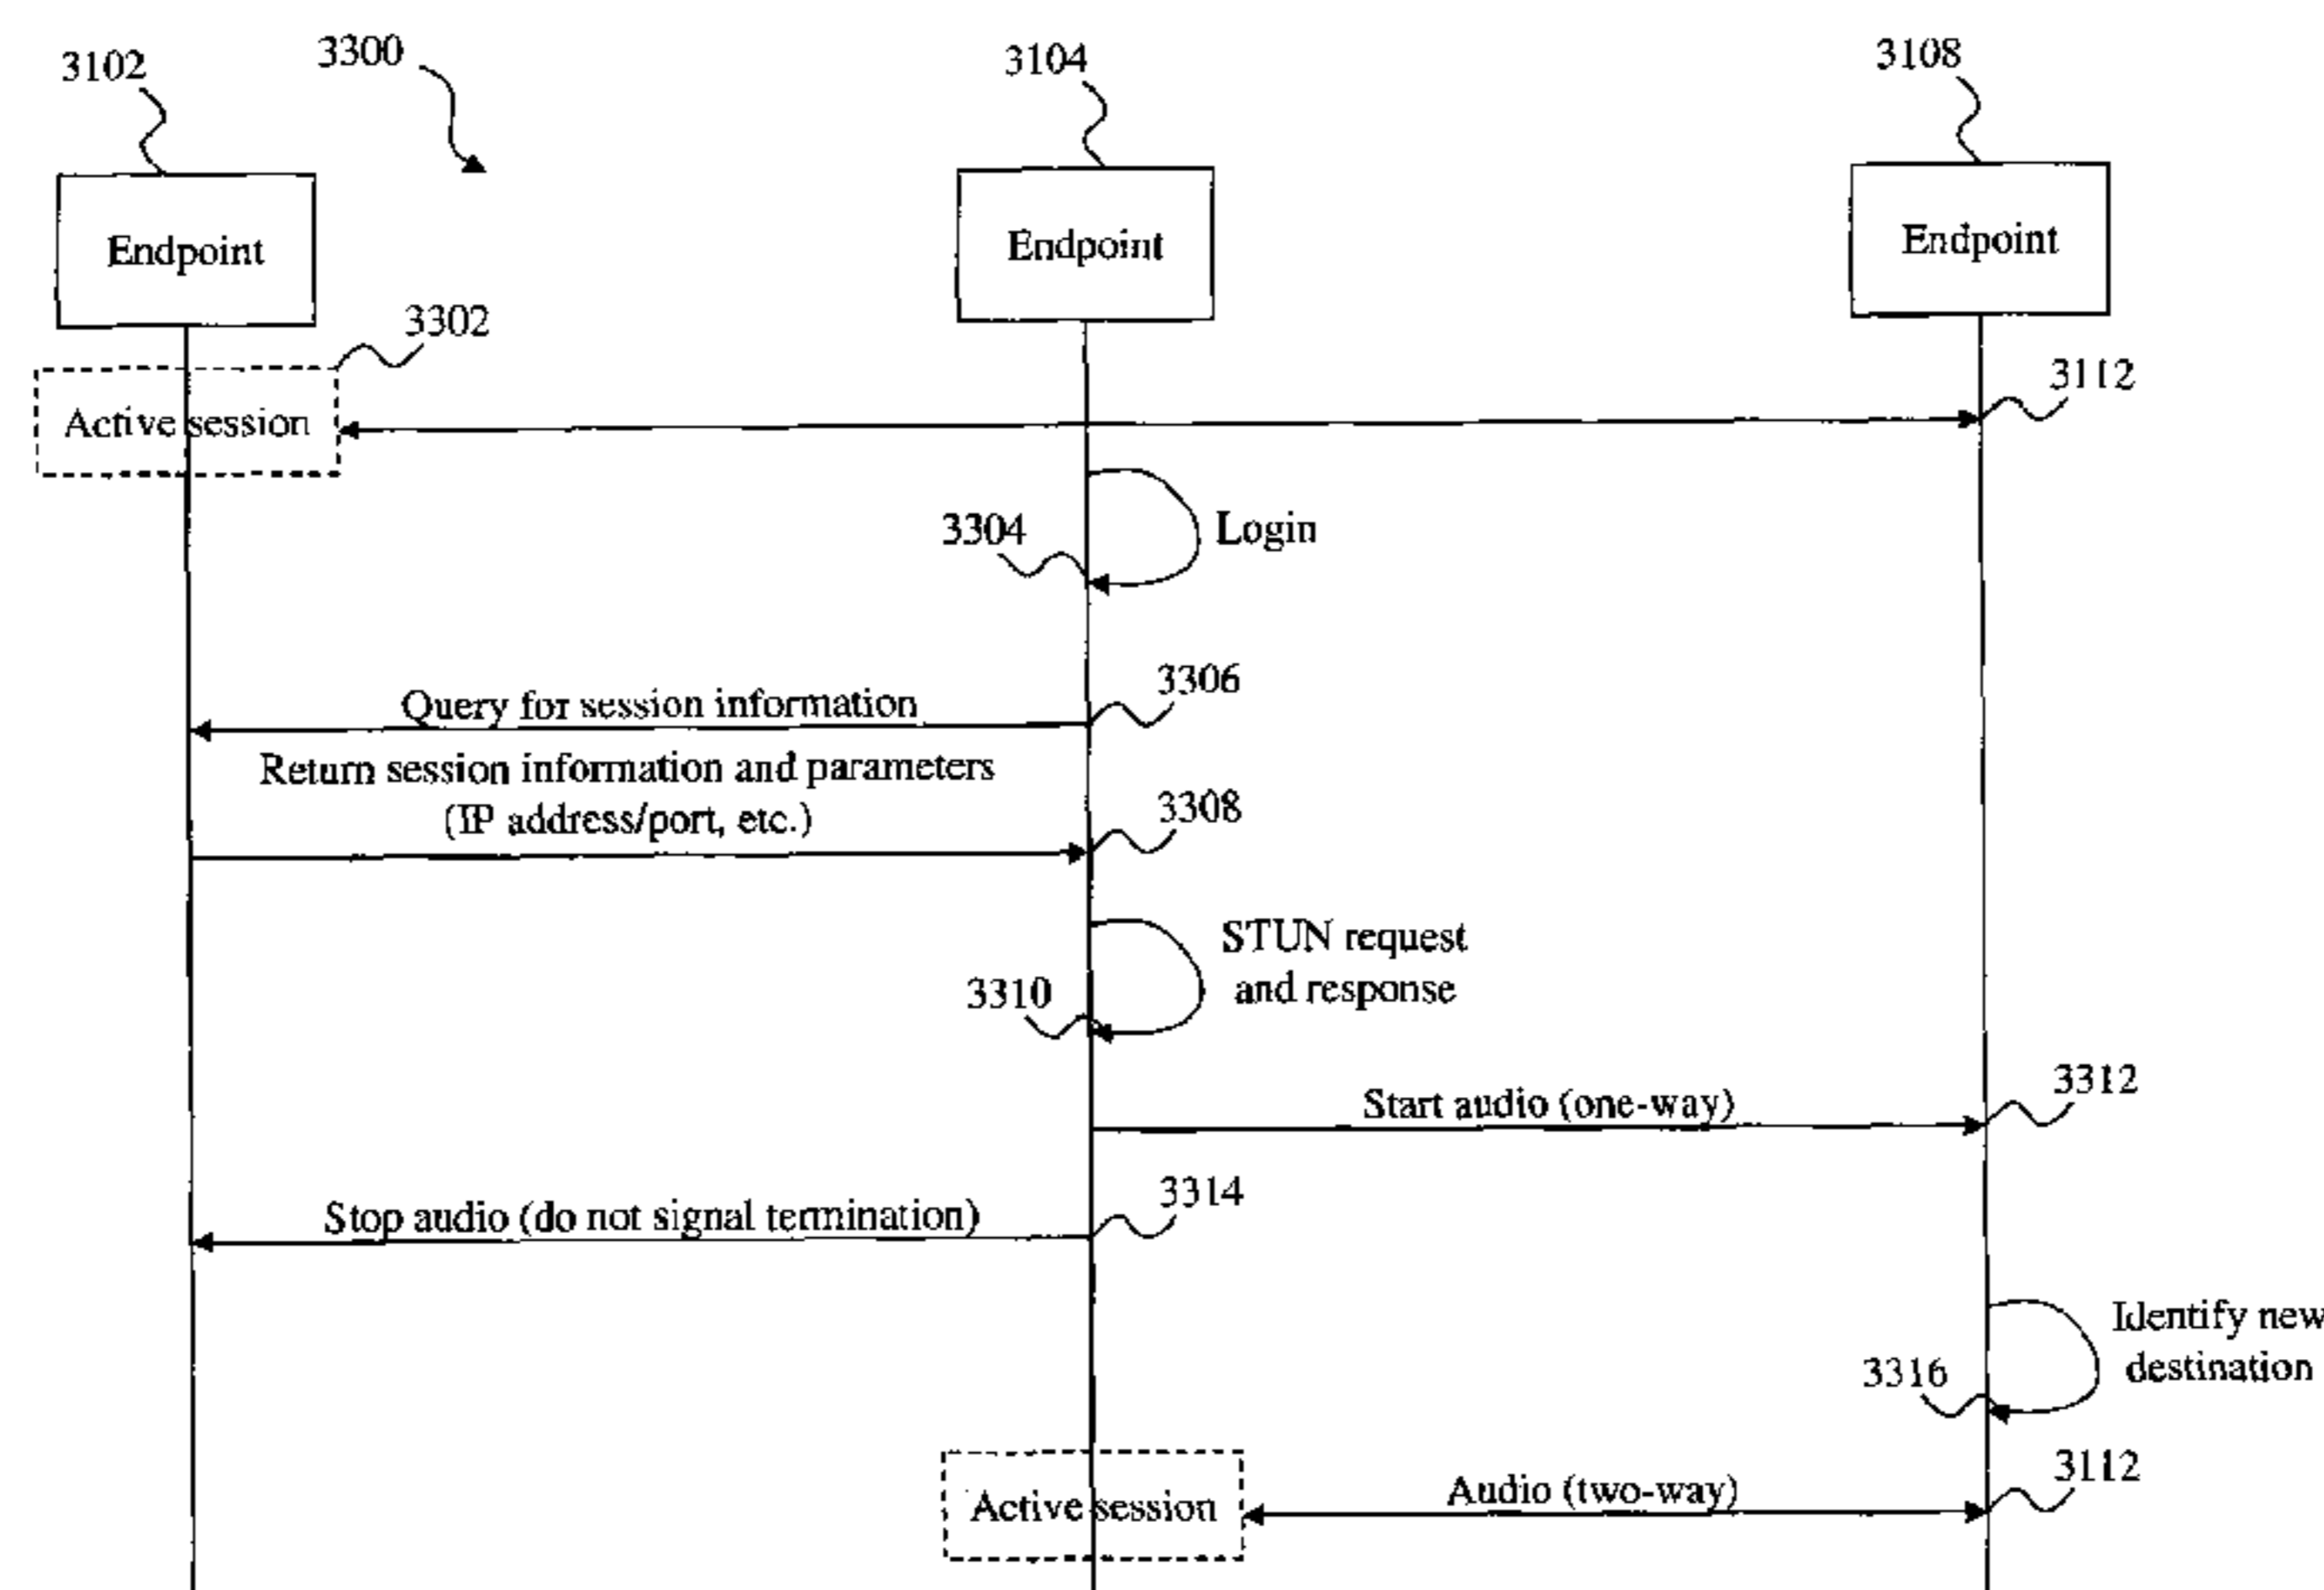 3102
3300
3104
3108
Endpoint
Endpoint
Endpoint
3302
3112
Active session
3304
Login
3306
Query for session information
Return session information and parameters
(IP address/port, etc.)
3308
STUN request
and response
3310
3312
Start audio (one-way)
3314
Stop audio (do not signal termination)
Identify new
destination
3316
3112
Active session
Audio (two-way)